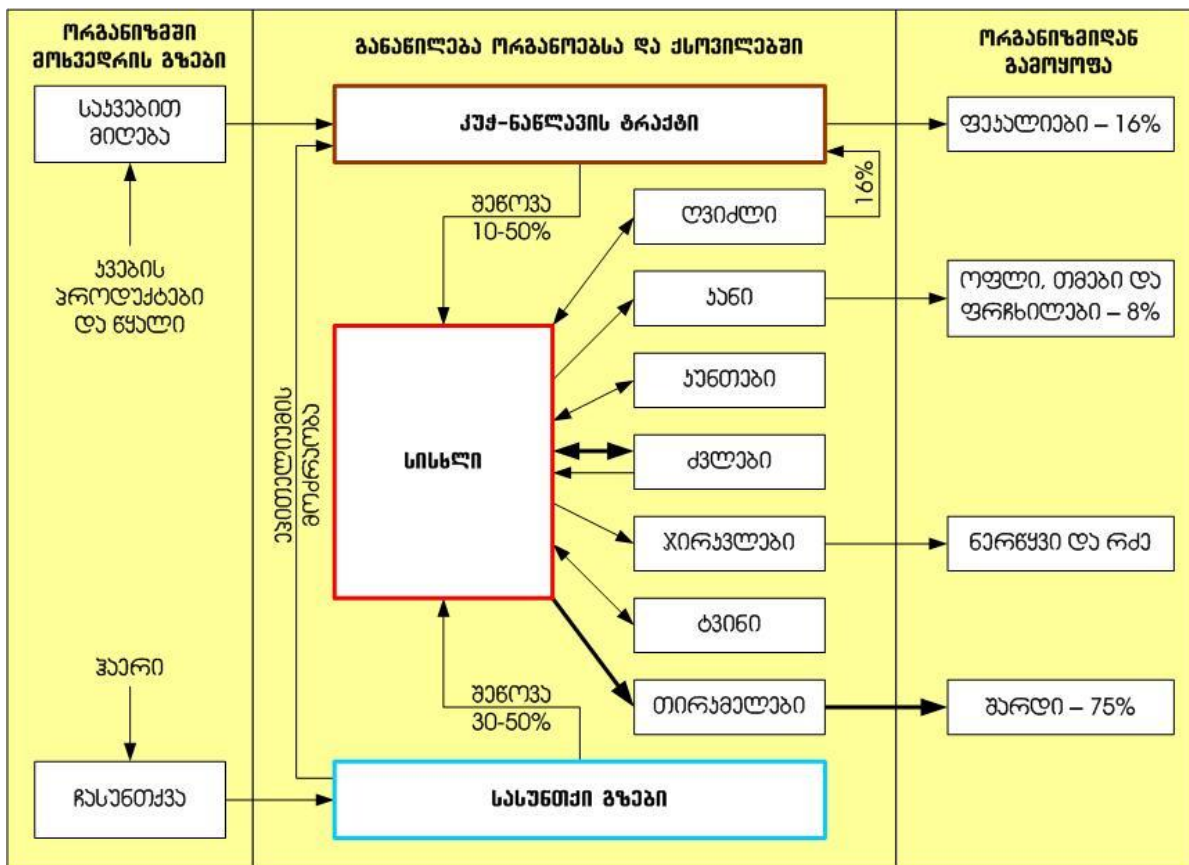 ორგანიზმში
მოხვედრის გზები
საკვებით
მიღება
კვების
პროდუქტები
და წყალი
ჰაერი
ჩასუნთქვა
განაწილება ორგანოებსა და ქსოვილებში
კუჭ-ნაწლავის ტრაქტი
შეწოვა
10-50%
16%
ღვიძლი
კანი
კუნთები
სისხლი
ძვლები
ჯირკვლები
ტვინი
თირკმელები
ეპითელიუმის
მოძრაობა
შეწოვა
30-50%
სასუნთქი გზები
ორგანიზმიდან
გამოყოფა
ფეკალიები – 16%
ოფლი, თმები და
ფრჩხილები – 8%
ნერწყვი და რძე
შარდი – 75%